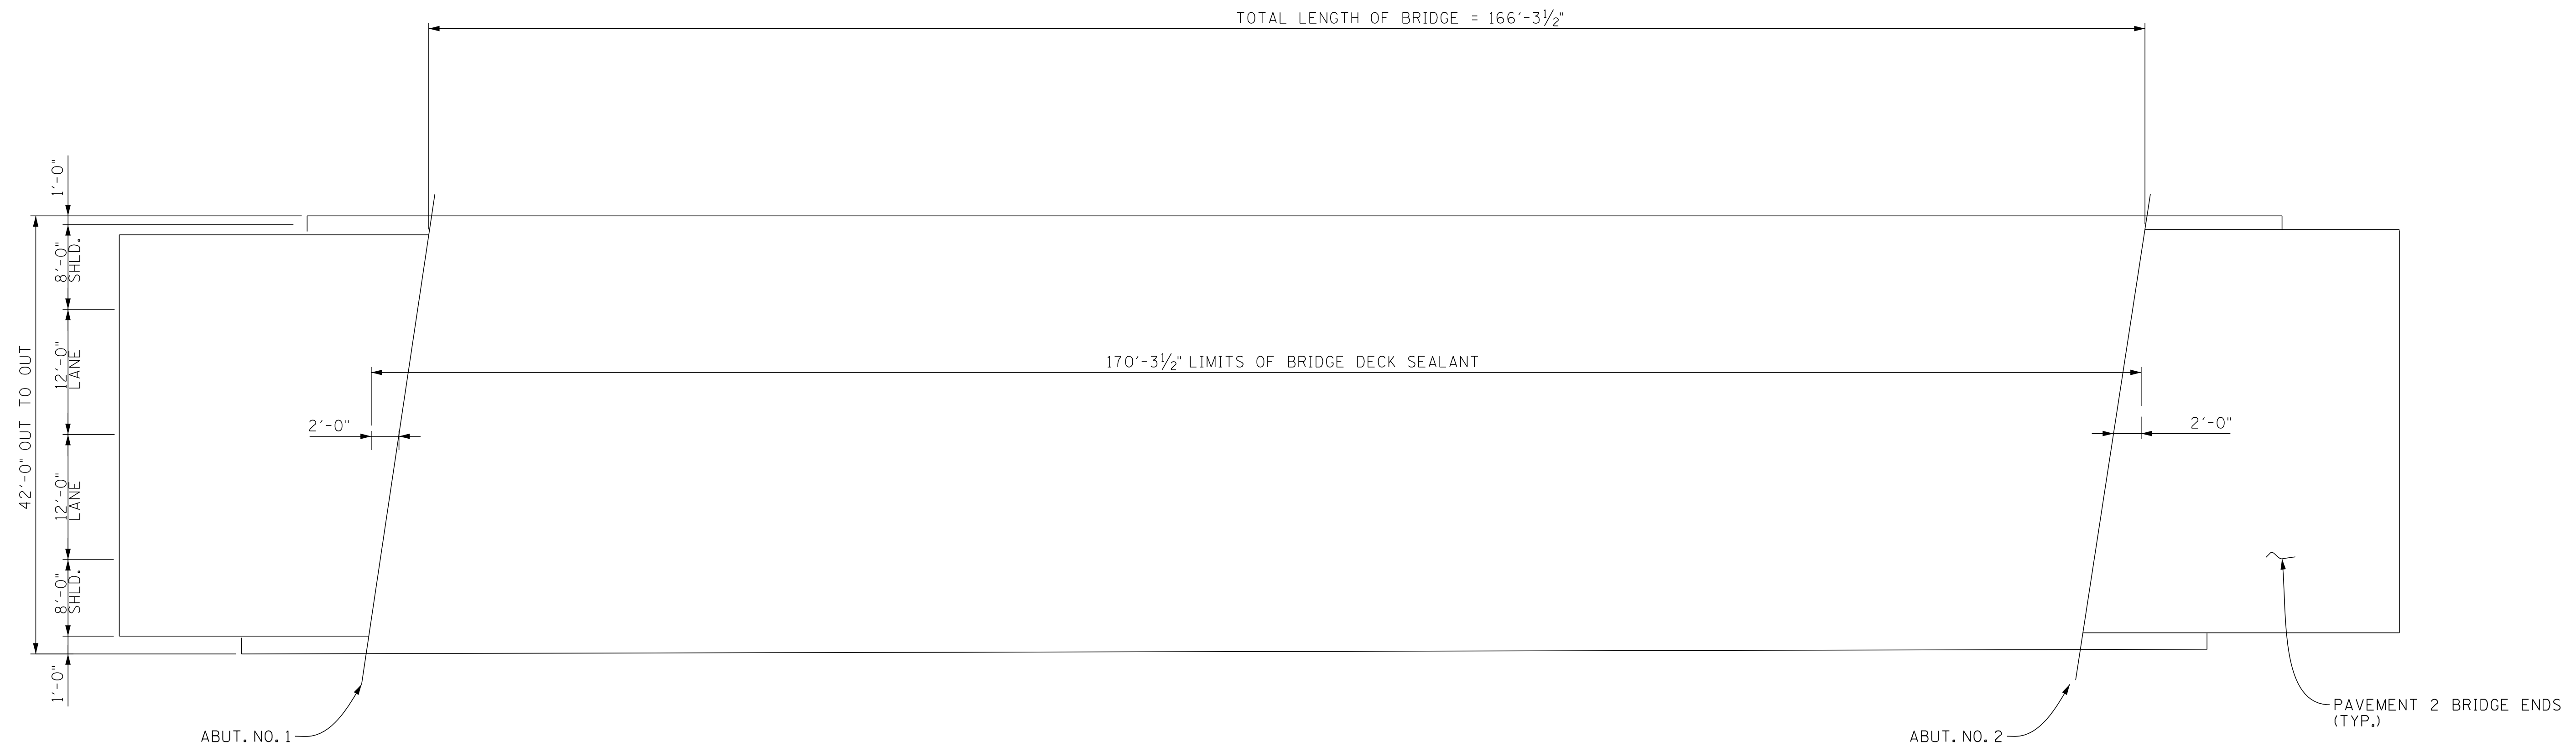 TOTAL LENGTH OF BRIDGE = 166'-3½"
1'-0"
8'-0"
SHLD.
12'-0"
LANE
42'-0" OUT TO OUT
12'-0"
LANE
8'-0"
SHLD.
1'-0"
170'-3½" LIMITS OF BRIDGE DECK SEALANT
2'-0"
2'-0"
PAVEMENT 2 BRIDGE ENDS
(TYP.)
ABUT. NO. 1
ABUT. NO. 2